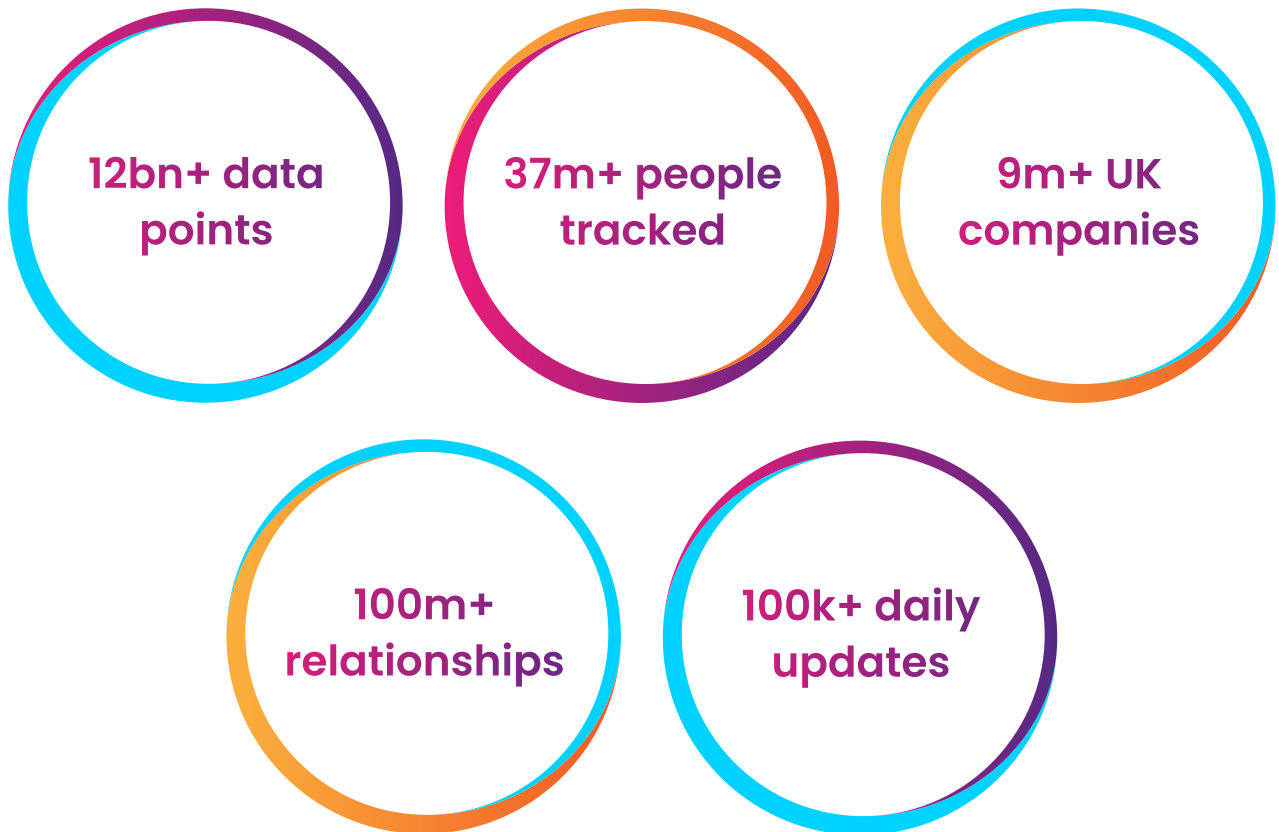 12bn+ data
points
37m+ people
tracked
9m+ UK
companies
100m+
relationships
100k+ daily
updates